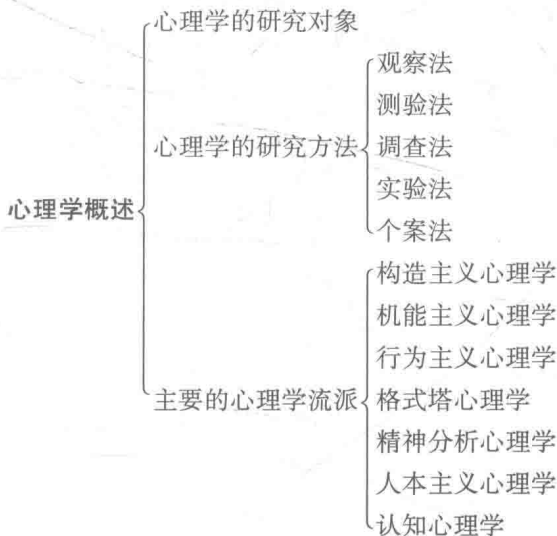 心理学的研究对象
观察法
测验法
心理学的研究方法
调查法
实验法
心理学概述
个案法
构造主义心理学
机能主义心理学
行为主义心理学
主要的心理学流派
格式塔心理学
精神分析心理学
人本主义心理学
认知心理学